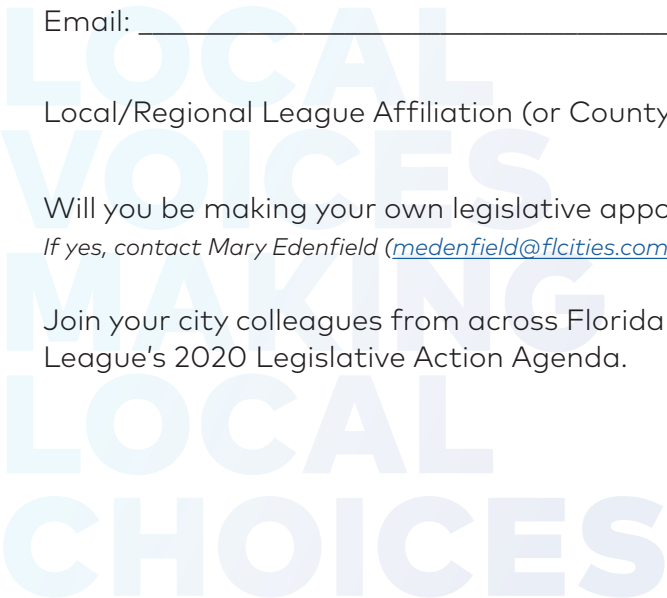 Email: ______________________________
Local/Regional League Affiliation (or County
Will you be making your own legislative appo
If yes, contact Mary Edenfield (medenfield@flcities.com
Join your city colleagues from across Florida
League's 2020 Legislative Action Agenda.
LOCAL
VOICES
MAKING
LOCAL
CHOICES